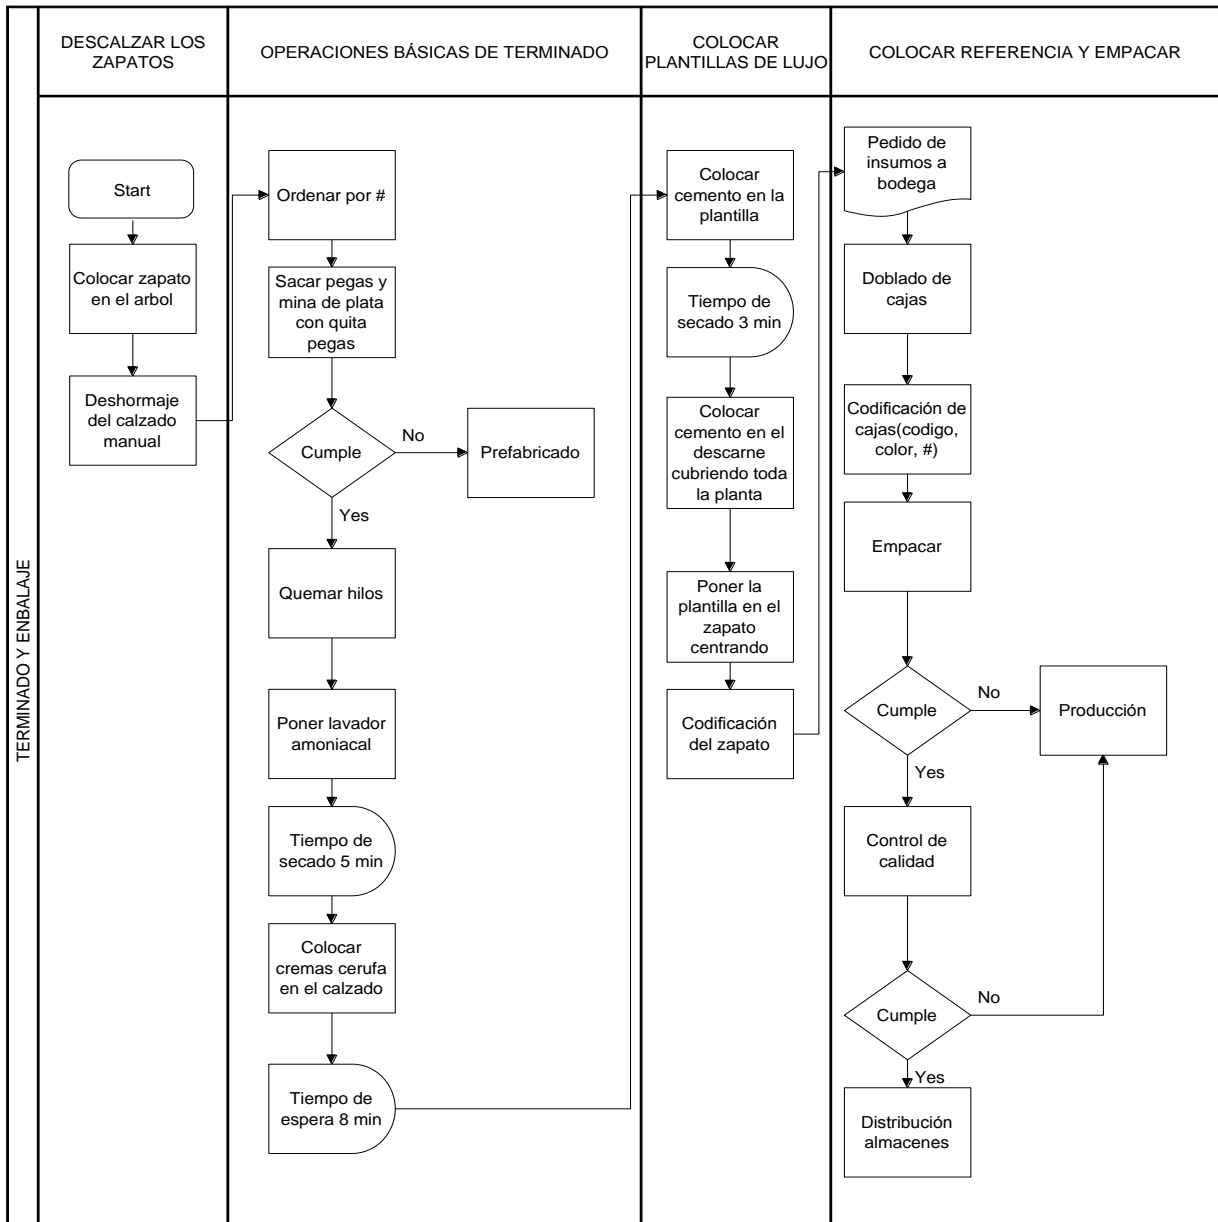 TERMINADO Y ENBALAJE
DESCALZAR LOS
ZAPATOS
OPERACIONES BÁSICAS DE TERMINADO
COLOCAR
PLANTILLAS DE LUJO
COLOCAR REFERENCIA Y EMPACAR
Start
Colocar zapato
en el arbol
Deshormaje
del calzado
manual
Ordenar por #
Sacar pegas y
mina de plata
con quita
pegas
Cumple
No
Prefabricado
Yes
Quemar hilos
Poner lavador
amoniacal
Tiempo de
secado 5 min
Colocar
cremas cerufa
en el calzado
Tiempo de
espera 8 min
Colocar
cemento en la
plantilla
Tiempo de
secado 3 min
Colocar
cemento en el
descarne
cubriendo toda
la planta
Poner la
plantilla en el
zapato
centrando
Codificación
del zapato
Pedido de
insumos a
bodega
Doblado de
cajas
Codificación de
cajas(codigo,
color, #)
Empacar
Cumple
No
Producción
Yes
Control de
calidad
Cumple
No
Yes
Distribución
almacenes